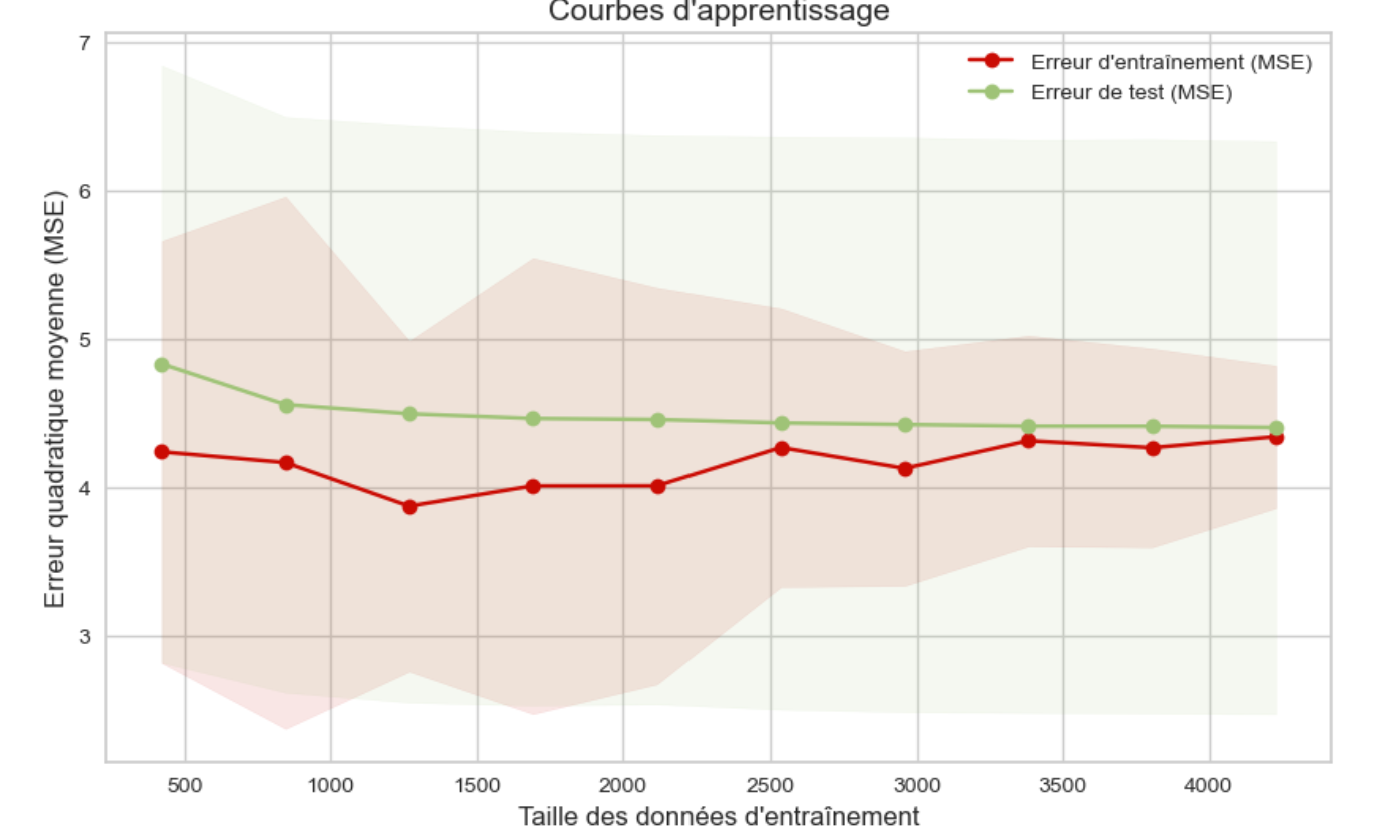 Courbes d'apprentissage
Erreur d'entraînement (MSE)
Erreur de test (MSE)
Erreur quadratique moyenne (MSE)
7
6
5
4
3
500 1000 1500 2000 2500 3000 3500 4000
Taille des données d'entraînement